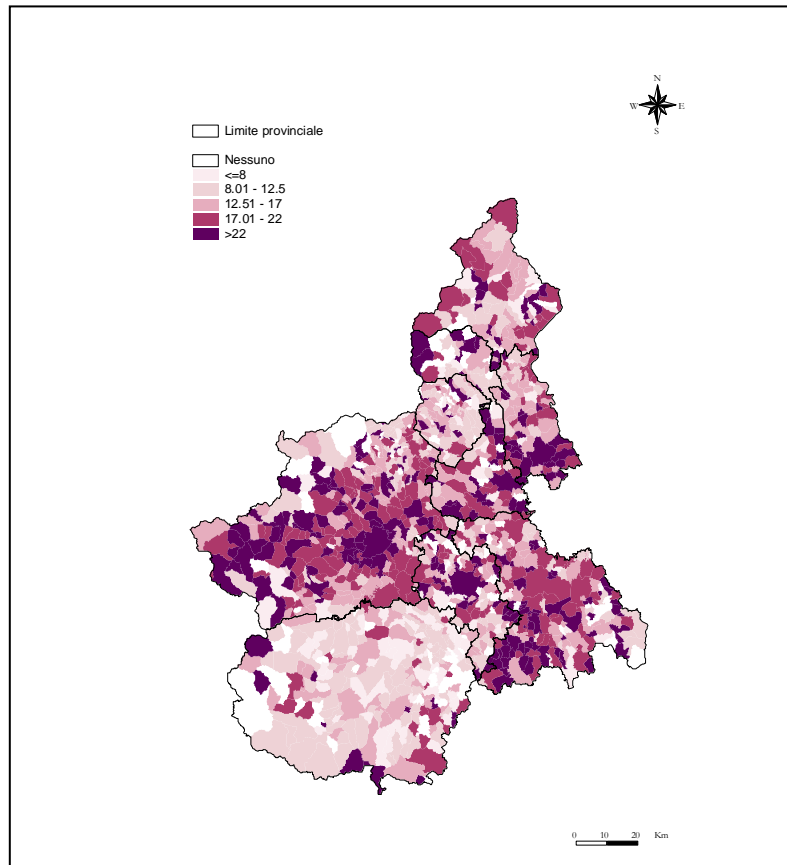 N
W E
S
Limite provinciale
Nessuno
<=8
8.01 - 12.5
12.51 - 17
17.01 - 22
>22
0 10 20 Km